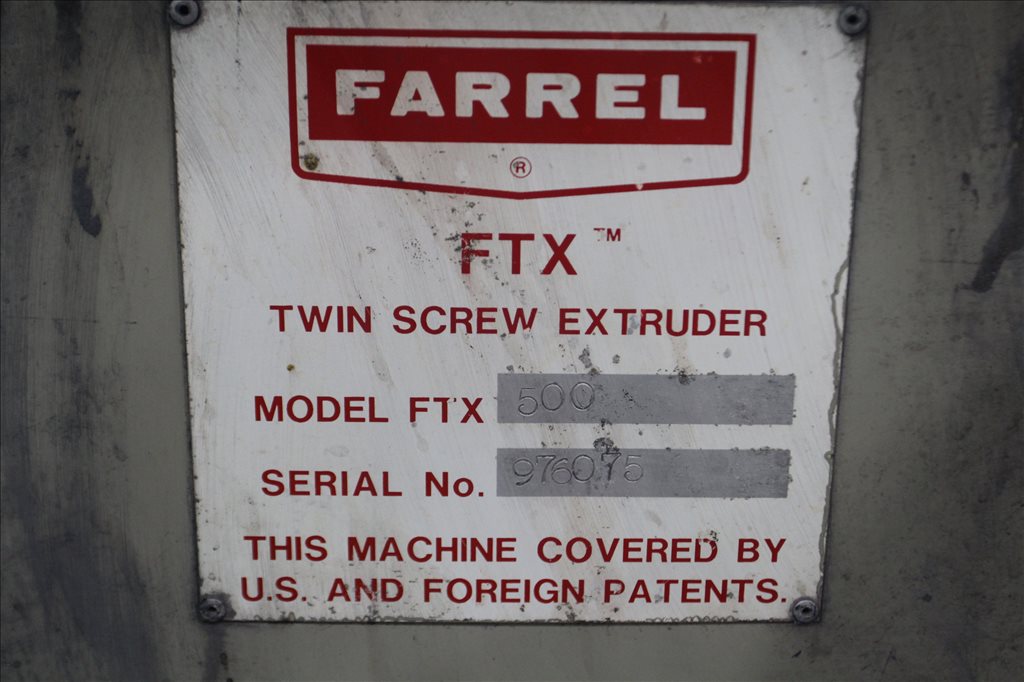 FARREL
®
FTX™
TWIN SCREW EXTRUDER
MODEL FTX 500
SERIAL No. 976075
THIS MACHINE COVERED BY
U.S. AND FOREIGN PATENTS.